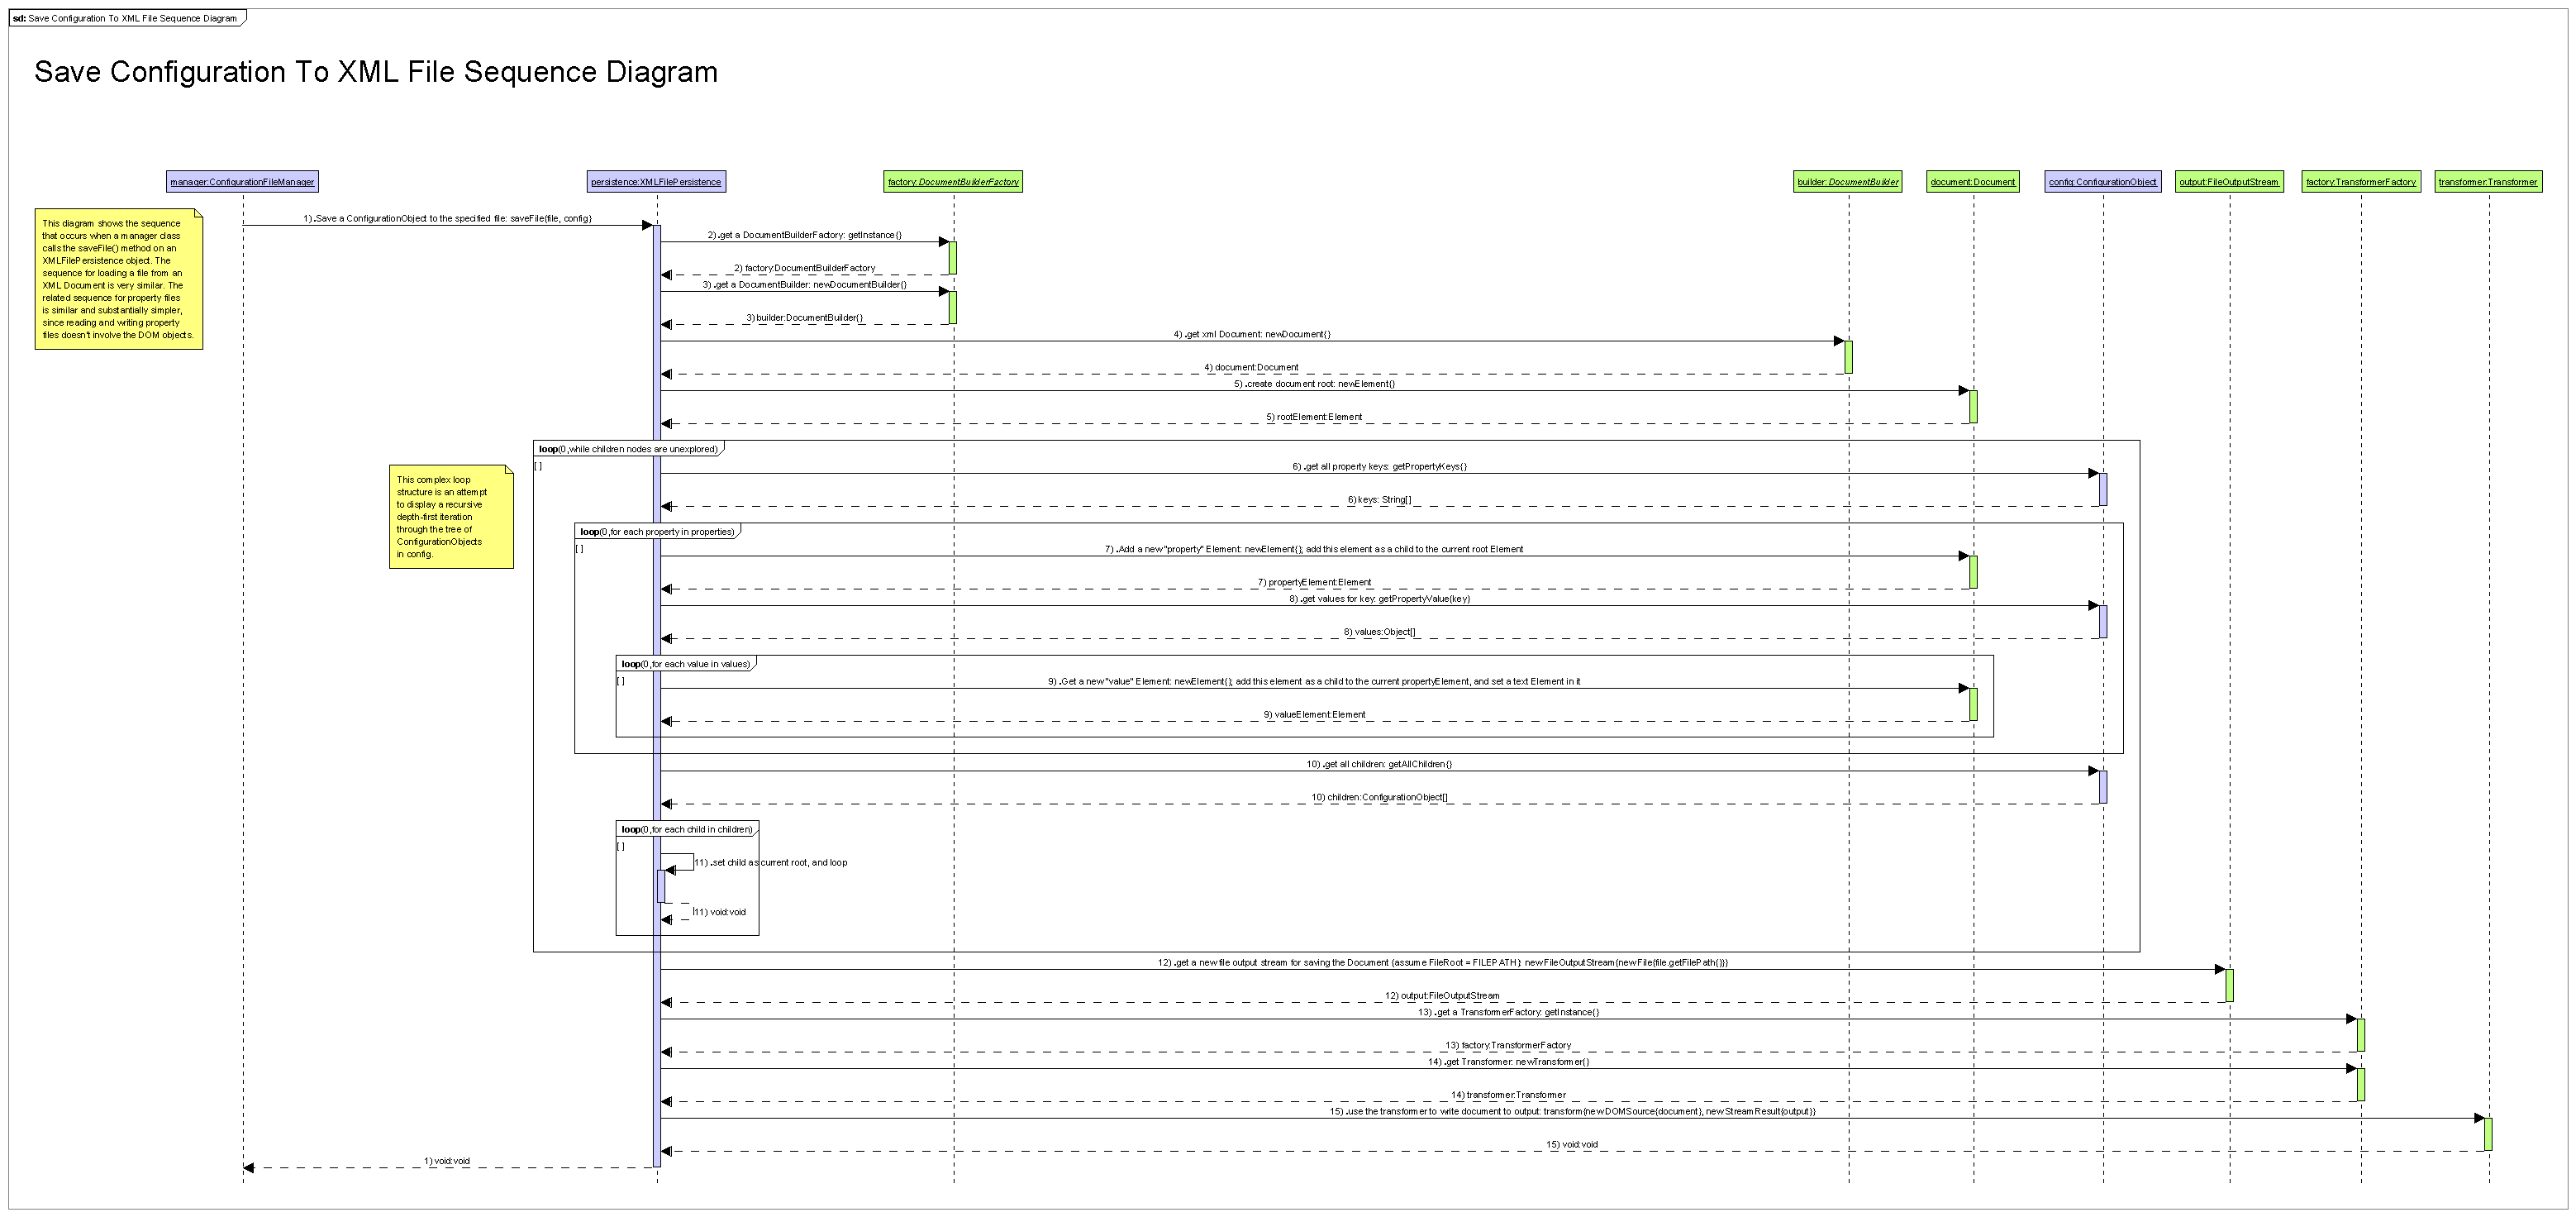 sd: Save Configuration To XML File Sequence Diagram
Save Configuration To XML File Sequence Diagram
manager:ConfigurationFileManager
persistence:XMLFilePersistence
factory:DocumentBuilderFactory
builder:DocumentBuilder
document:Document
config:ConfigurationObject
output:FileOutputStream
factory:TransformerFactory
transformer:Transformer
This diagram shows the sequence
that occurs when a manager class
calls the saveFile() method on an
XMLFilePersistence object. The
sequence for loading a file from an
XML Document is very similar. The
related sequence for property files
is similar and substantially simpler,
since reading and writing property
files doesn't involve the DOM objects.
1) .Save a ConfigurationObject to the specified file: saveFile(file, config)
2) .get a DocumentBuilderFactory: getInstance()
2) factory:DocumentBuilderFactory
3) .get a DocumentBuilder: newDocumentBuilder()
3) builder:DocumentBuilder()
4) .get xml Document: newDocument()
4) document:Document
5) .create document root: newElement()
5) rootElement:Element
loop(0,while children nodes are unexplored)
[ ]
This complex loop
structure is an attempt
to display a recursive
depth-first iteration
through the tree of
ConfigurationObjects
in config.
6) .get all property keys: getPropertyKeys()
6) keys: String[]
loop(0,for each property in properties)
[ ]
7) .Add a new "property" Element: newElement(); add this element as a child to the current root Element
7) propertyElement:Element
8) .get values for key: getPropertyValue(key)
8) values:Object[]
loop(0,for each value in values)
[ ]
9) .Get a new "value" Element: newElement(); add this element as a child to the current propertyElement, and set a text Element in it
9) valueElement:Element
10) .get all children: getAllChildren()
10) children:ConfigurationObject[]
loop(0,for each child in children)
[ ]
11) .set child as current root, and loop
11) void:void
12) .get a new file output stream for saving the Document (assume FileRoot = FILEPATH): newFileOutputStream(newFile(file.getFilePath()))
12) output:FileOutputStream
13) .get a TransformerFactory: getInstance()
13) factory:TransformerFactory
14) .get Transformer: newTransformer()
14) transformer:Transformer
15) .use the transformer to write document to output: transform(newDOMSource(document), newStreamResult(output))
15) void:void
1) void:void